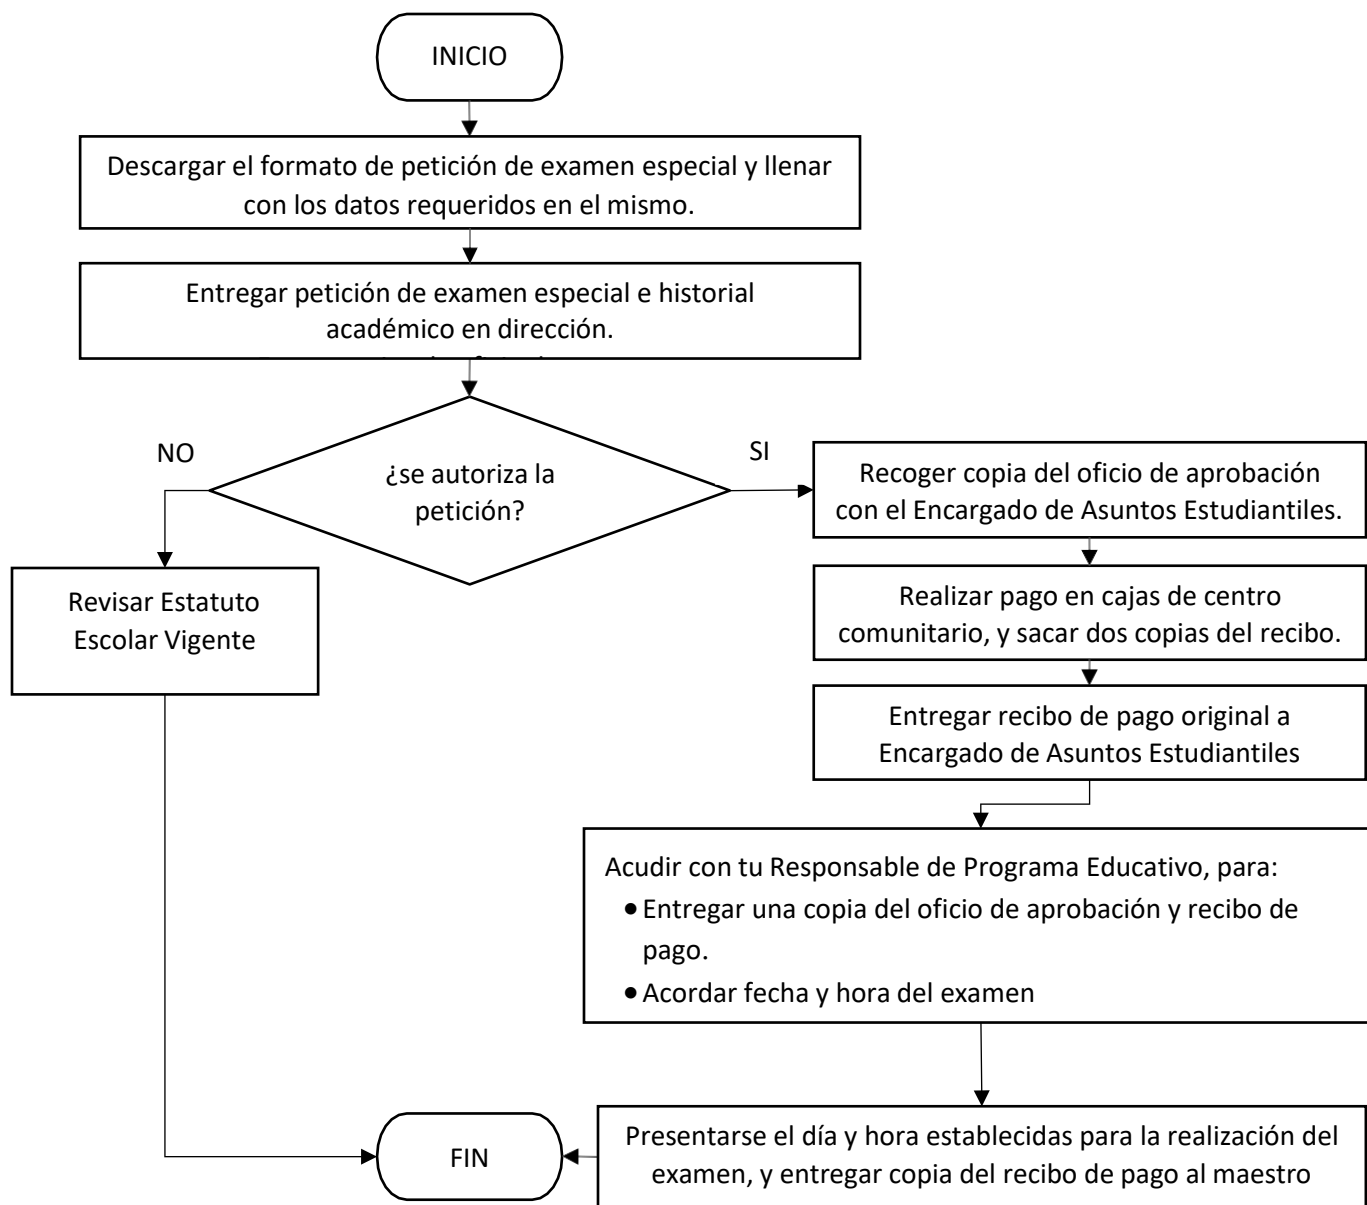 INICIO
Descargar el formato de petición de examen especial y llenar
con los datos requeridos en el mismo.
Entregar petición de examen especial e historial
académico en dirección.
¿se autoriza la
petición?
NO
SI
Revisar Estatuto
Escolar Vigente
Recoger copia del oficio de aprobación
con el Encargado de Asuntos Estudiantiles.
Realizar pago en cajas de centro
comunitario, y sacar dos copias del recibo.
Entregar recibo de pago original a
Encargado de Asuntos Estudiantiles
Acudir con tu Responsable de Programa Educativo, para:
• Entregar una copia del oficio de aprobación y recibo de
pago.
• Acordar fecha y hora del examen
Presentarse el día y hora establecidas para la realización del
examen, y entregar copia del recibo de pago al maestro
FIN